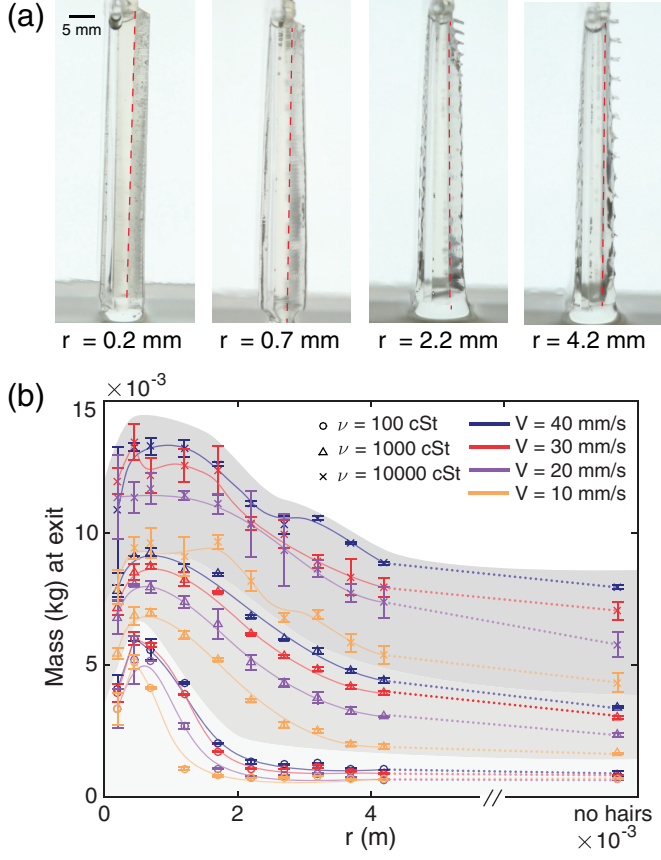 (a)
5 mm
r = 0.2 mm
r = 0.7 mm
r = 2.2 mm
r = 4.2 mm
(b)
× 10⁻³
15
10
5
0
Mass (kg) at exit
ν = 100 cSt
ν = 1000 cSt
ν = 10000 cSt
V = 40 mm/s
V = 30 mm/s
V = 20 mm/s
V = 10 mm/s
0
2
4
//
no hairs
r (m)
× 10⁻³